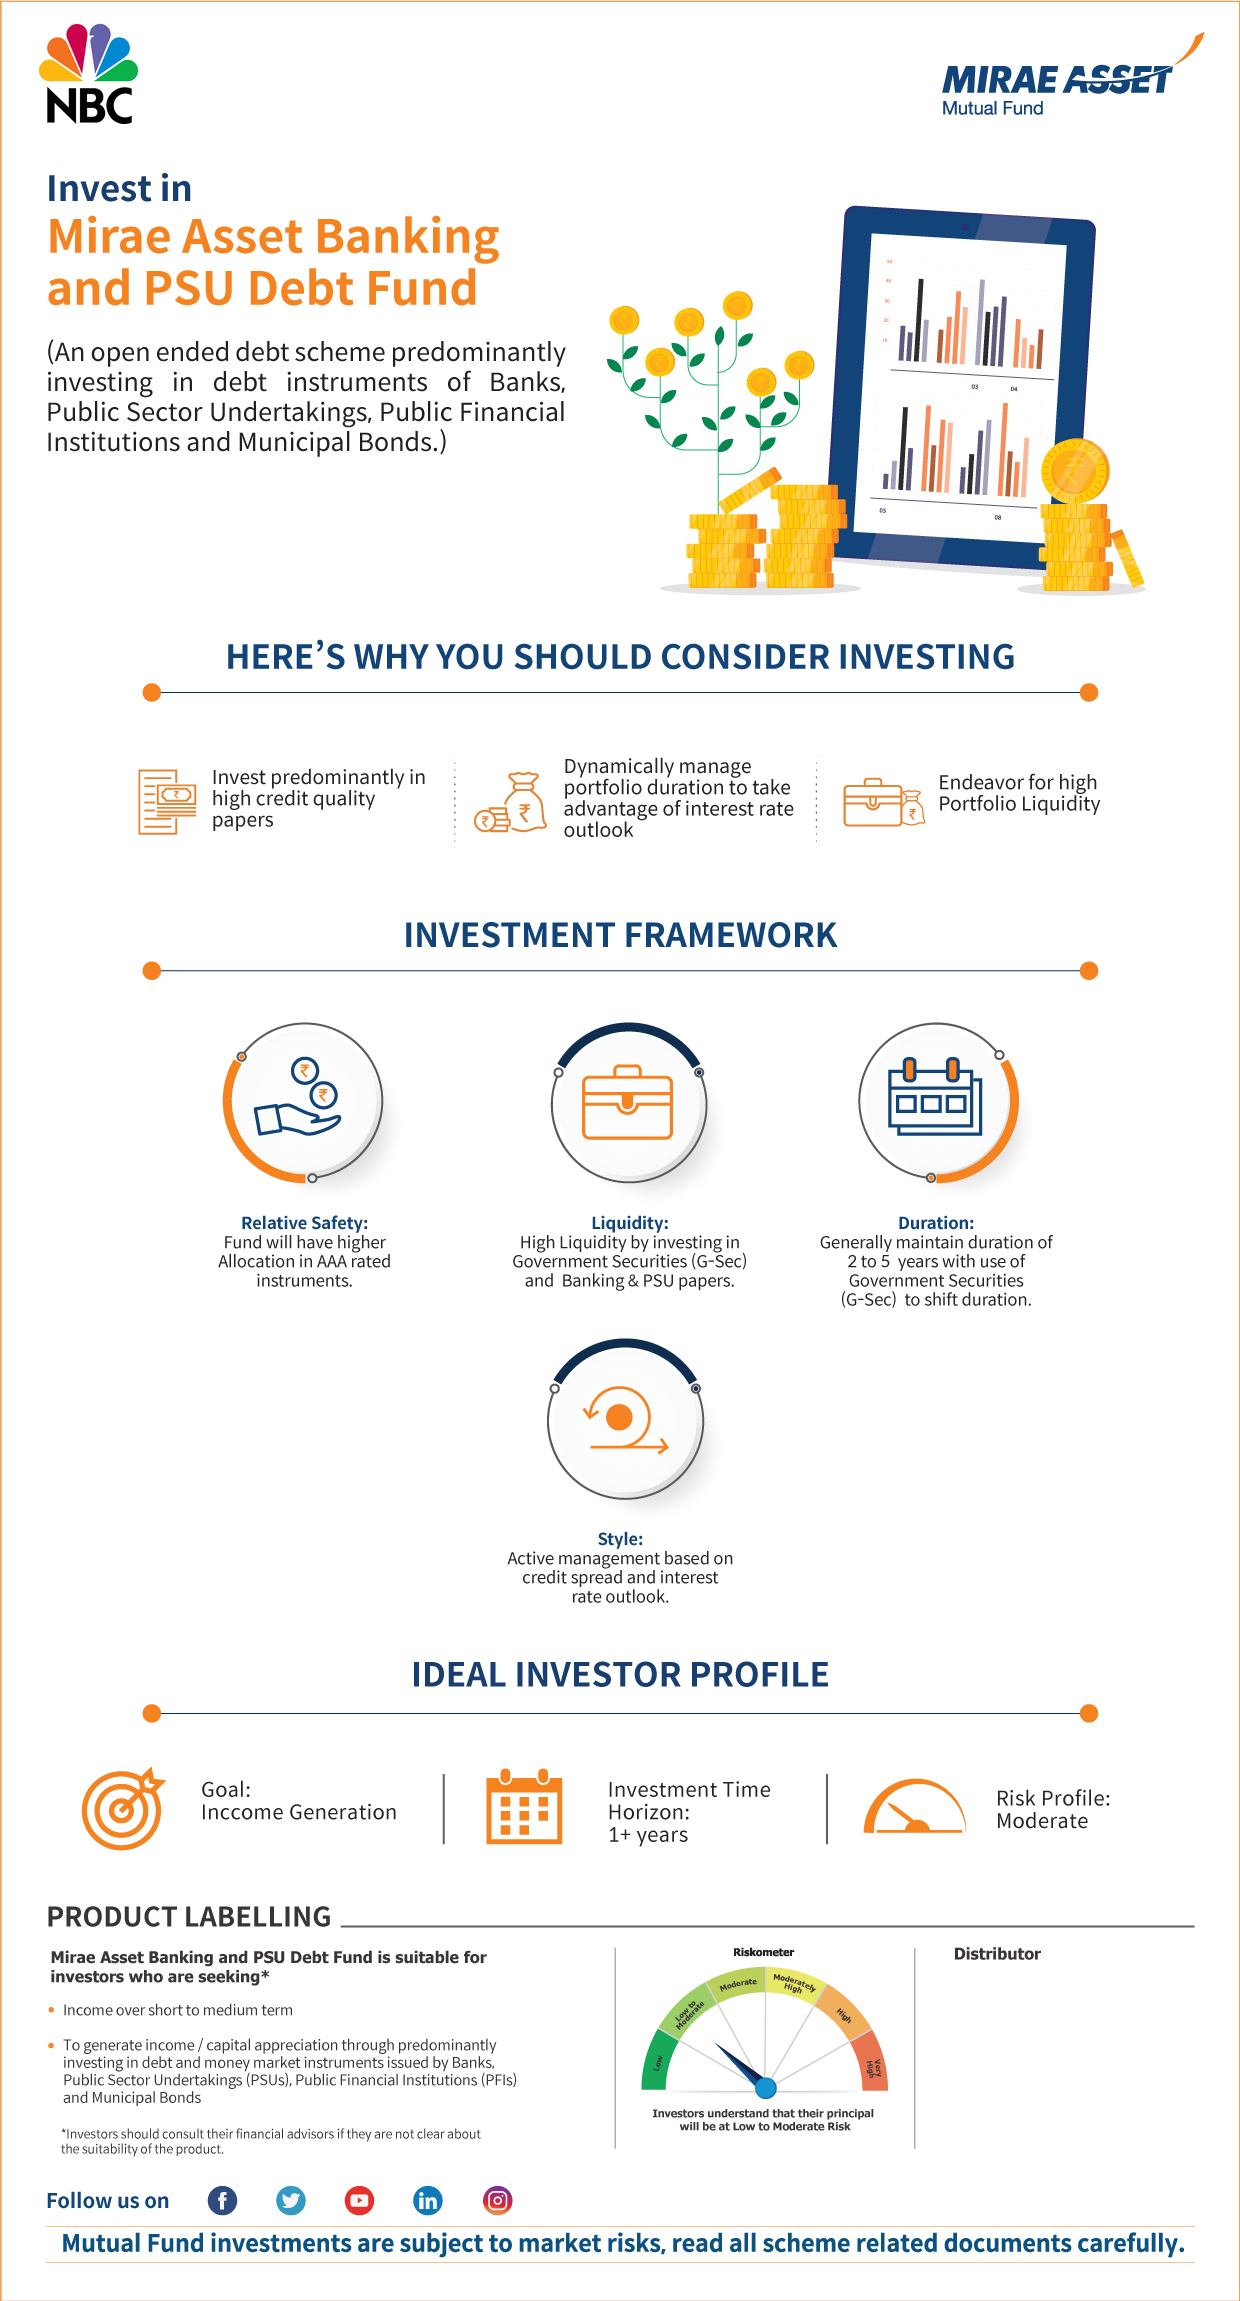 NBC
MIRAE ASSET
Mutual Fund
Invest in
Mirae Asset Banking
and PSU Debt Fund
(An open ended debt scheme predominantly
investing in debt instruments of Banks,
Public Sector Undertakings, Public Financial
Institutions and Municipal Bonds.)
50
40
30
20
10
03 04
05 08
HERE'S WHY YOU SHOULD CONSIDER INVESTING
Invest predominantly in
high credit quality
papers
Dynamically manage
portfolio duration to take
advantage of interest rate
outlook
Endeavor for high
Portfolio Liquidity
INVESTMENT FRAMEWORK
Relative Safety:
Fund will have higher
Allocation in AAA rated
instruments.
Liquidity:
High Liquidity by investing in
Government Securities (G-Sec)
and Banking & PSU papers.
Duration:
Generally maintain duration of
2 to 5 years with use of
Government Securities
(G-Sec) to shift duration.
Style:
Active management based on
credit spread and interest
rate outlook.
IDEAL INVESTOR PROFILE
Goal:
Inccome Generation
Investment Time
Horizon:
1+ years
Risk Profile:
Moderate
PRODUCT LABELLING
Mirae Asset Banking and PSU Debt Fund is suitable for
investors who are seeking*
• Income over short to medium term
• To generate income / capital appreciation through predominantly
investing in debt and money market instruments issued by Banks,
Public Sector Undertakings (PSUs), Public Financial Institutions (PFIs)
and Municipal Bonds
*Investors should consult their financial advisors if they are not clear about
the suitability of the product.
Riskometer
Low
Low to
Moderate
Moderate
Moderately
High
High
Very
High
Investors understand that their principal
will be at Low to Moderate Risk
Distributor
Follow us on
Mutual Fund investments are subject to market risks, read all scheme related documents carefully.